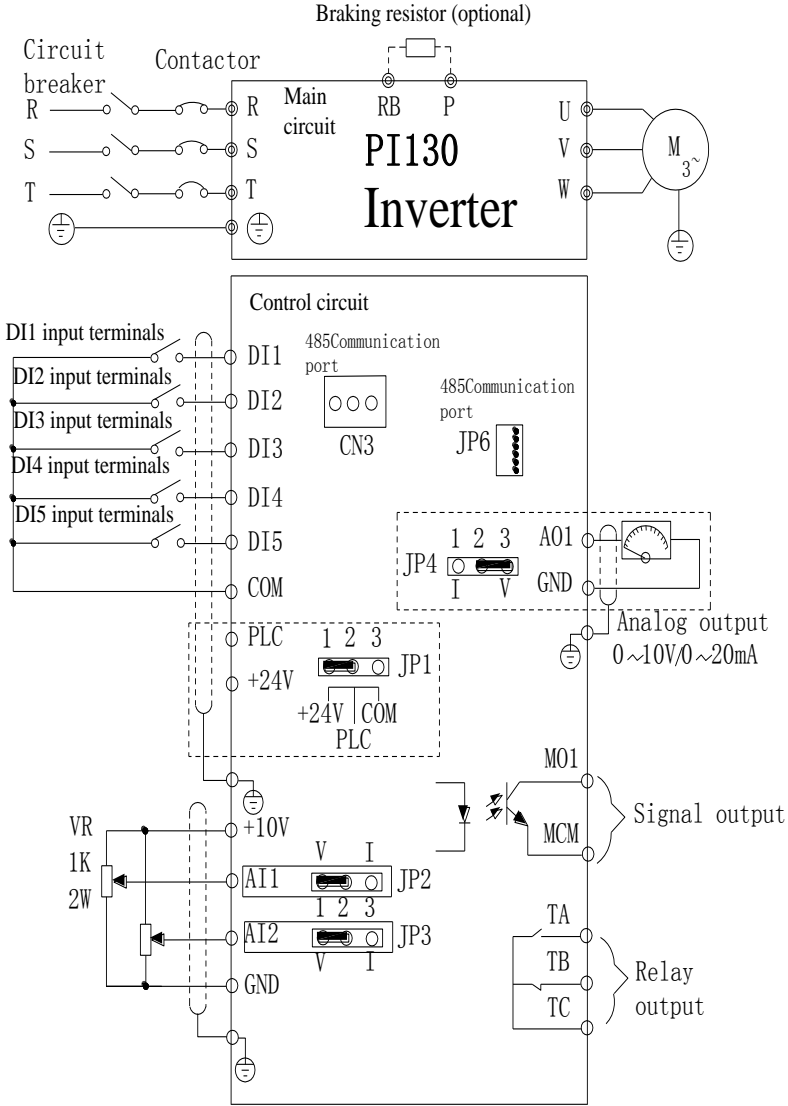 Braking resistor (optional)
Circuit
breaker
Contactor
R
S
T
R
S
T
Main
circuit
RB
P
PI130
Inverter
U
V
W
M
3~
Control circuit
DI1 input terminals
DI2 input terminals
DI3 input terminals
DI4 input terminals
DI5 input terminals
DI1
DI2
DI3
DI4
DI5
COM
485Communication
port
CN3
485Communication
port
JP6
1 2 3
JP4
I V
AO1
GND
Analog output
0~10V/0~20mA
PLC
+24V
1 2 3
JP1
+24V COM
PLC
MO1
MCM
Signal output
VR
1K
2W
+10V
AI1
V I
JP2
1 2 3
AI2
JP3
V I
GND
TA
TB
TC
Relay
output